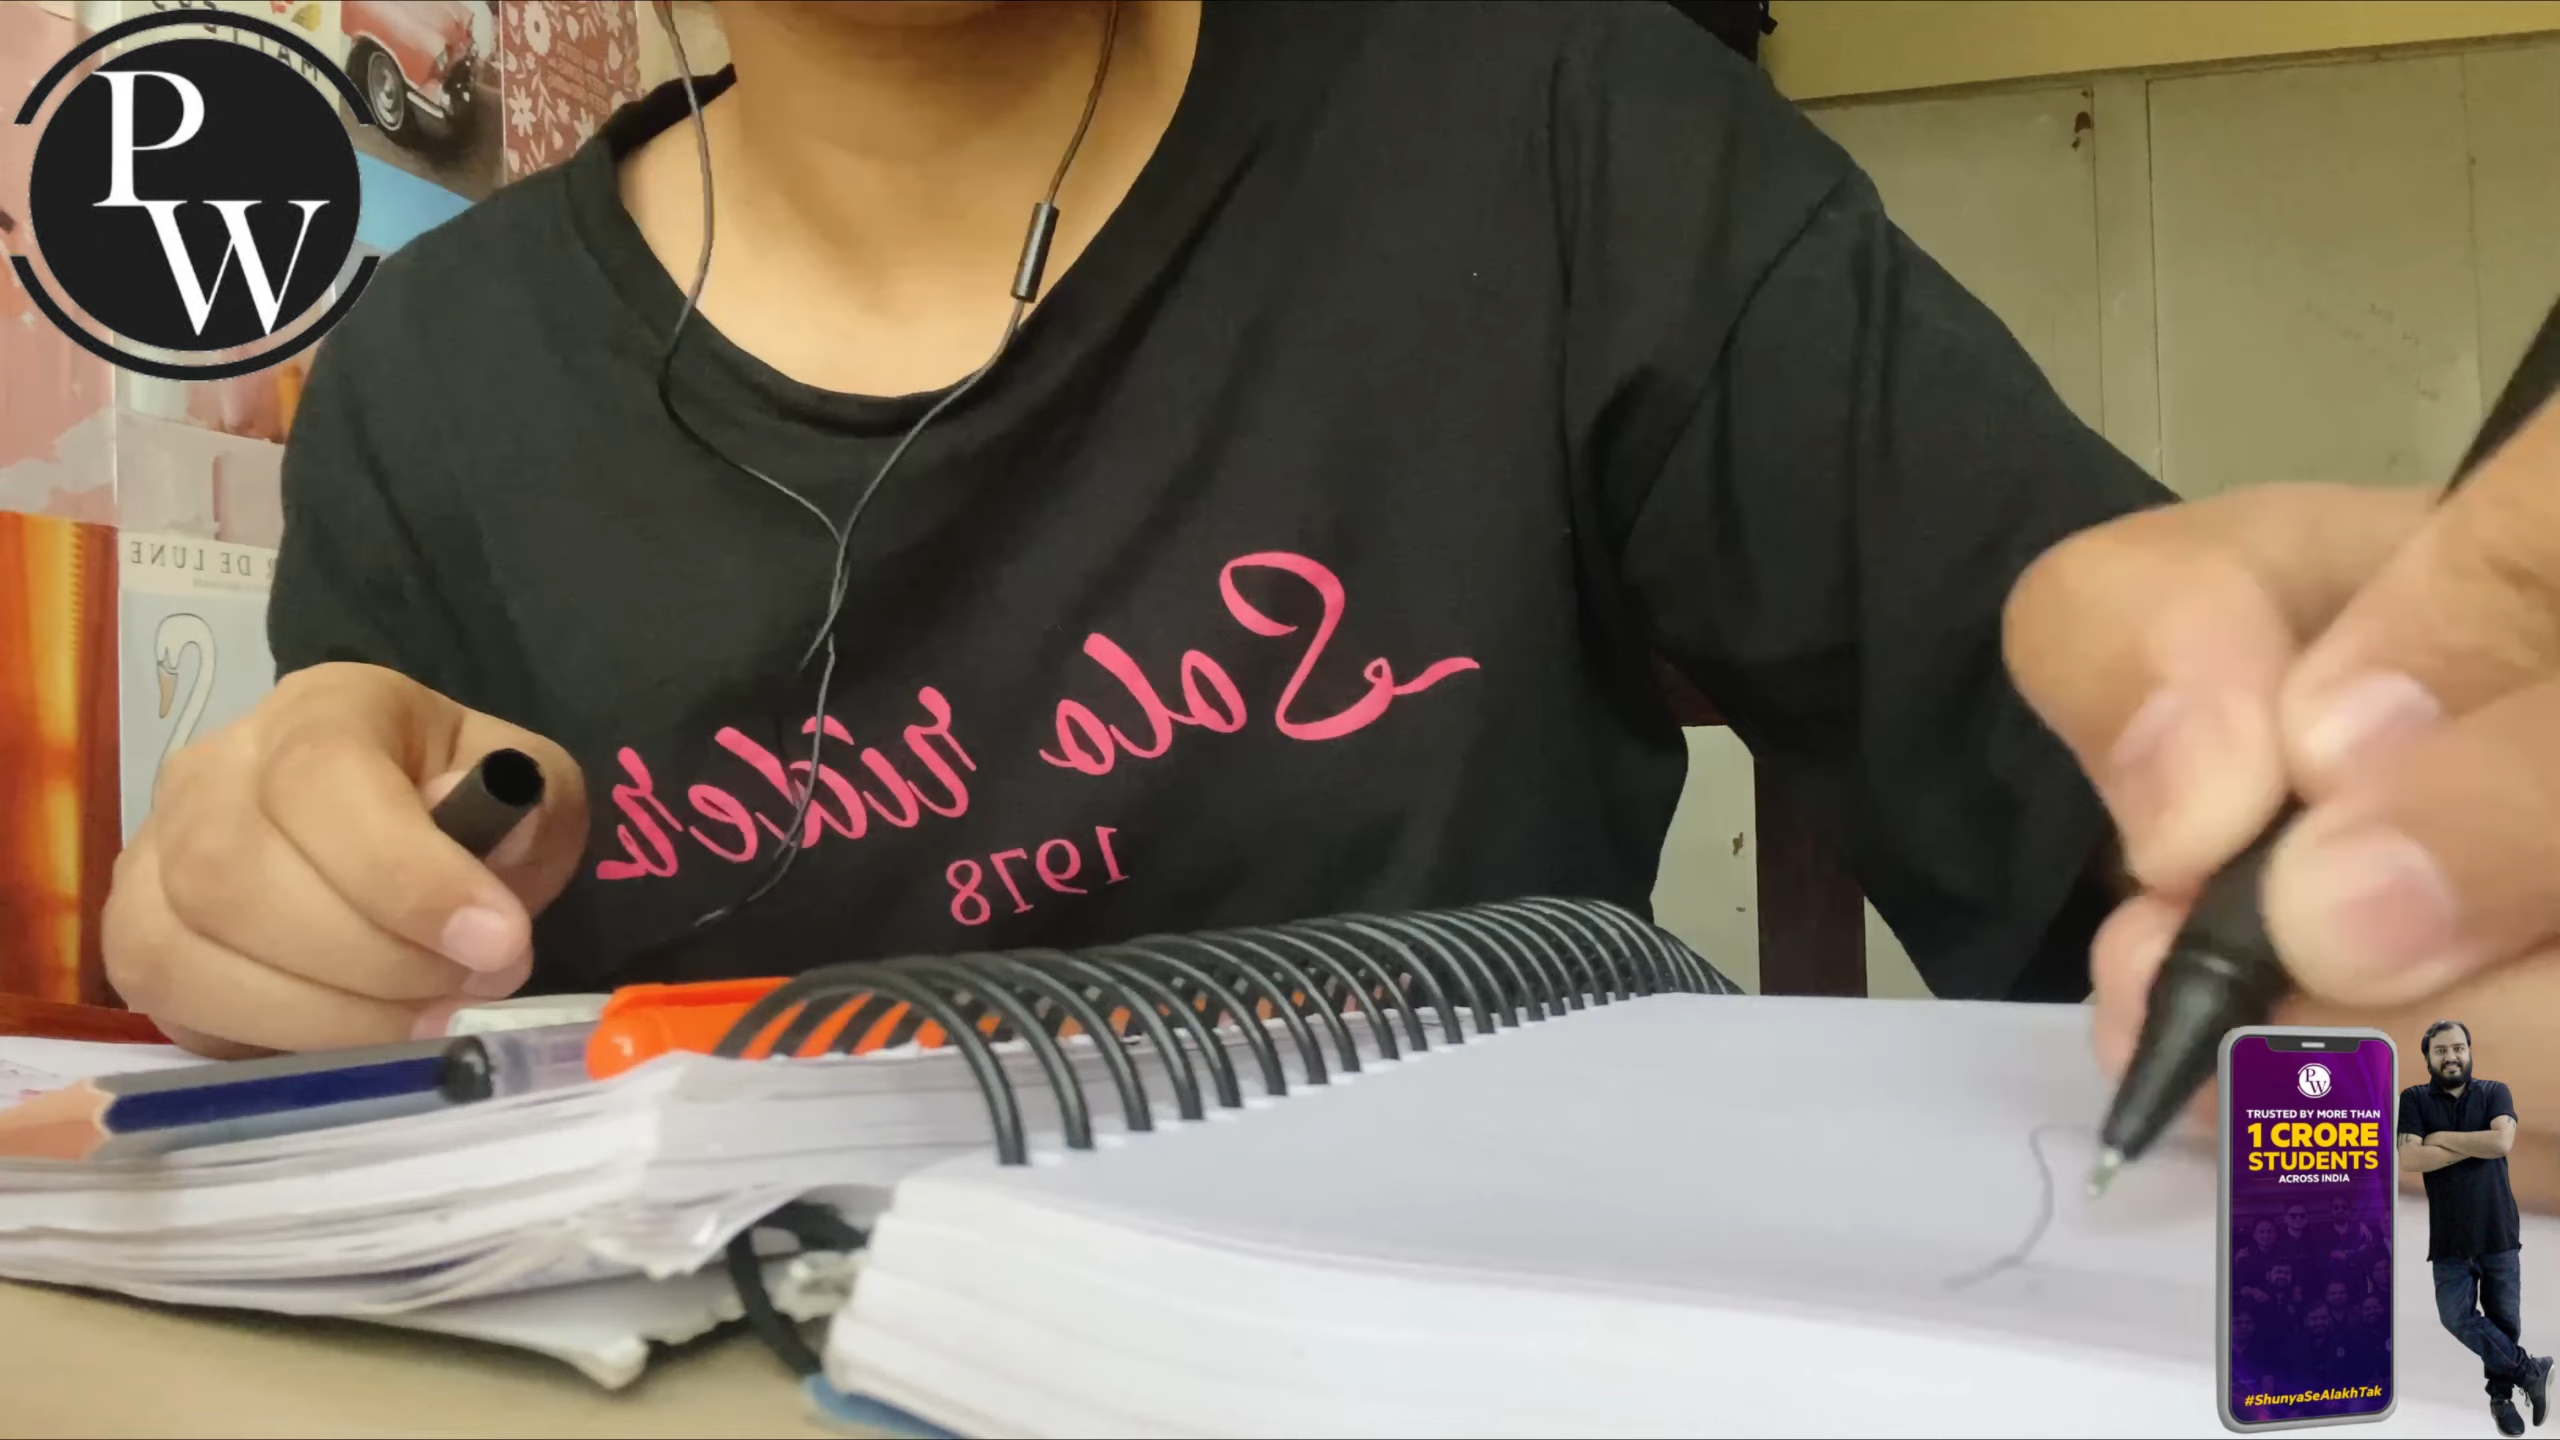 PW
R DE LUNE
Solo rider
1978
PW
TRUSTED BY MORE THAN
1 CRORE
STUDENTS
ACROSS INDIA
#ShunyaSeAlakhTak